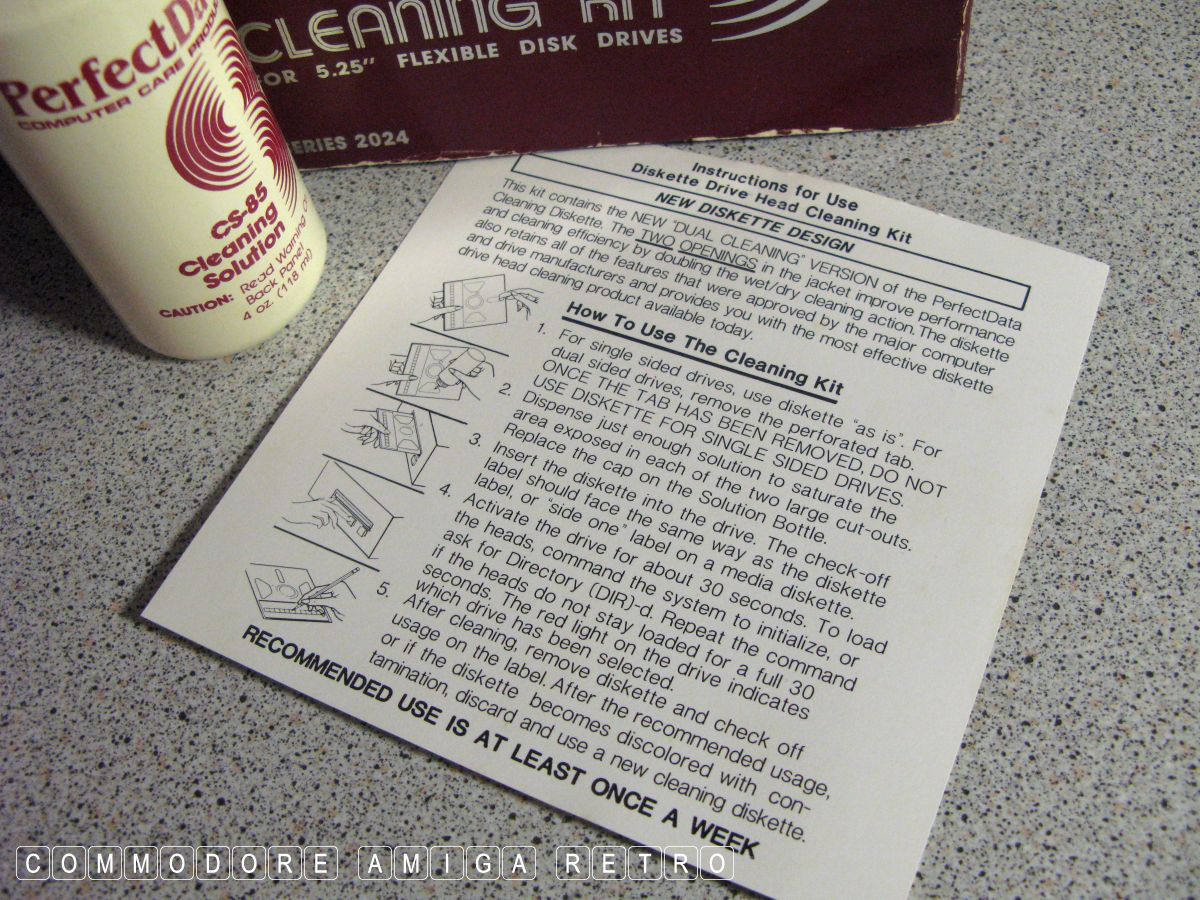 PerfectDa
COMPUTER CARE PRODU
CS-85
Cleaning
Solution
CAUTION: Read Warning
Back Panel
4 oz. (118 ml)
CLEANING KIT
FOR 5.25" FLEXIBLE DISK DRIVES
SERIES 2024
Instructions for Use
Diskette Drive Head Cleaning Kit
NEW DISKETTE DESIGN
This kit contains the NEW "DUAL CLEANING" VERSION of the PerfectData
Cleaning Diskette. The TWO OPENINGS in the jacket improve performance
and cleaning efficiency by doubling the wet/dry cleaning action. The diskette
also retains all of the features that were approved by the major computer
and drive manufacturers and provides you with the most effective diskette
drive head cleaning product available today.
How To Use The Cleaning Kit
1. For single sided drives, use diskette "as is". For
dual sided drives, remove the perforated tab.
ONCE THE TAB HAS BEEN REMOVED, DO NOT
USE DISKETTE FOR SINGLE SIDED DRIVES.
2. Dispense just enough solution to saturate the
area exposed in each of the two large cut-outs.
Replace the cap on the Solution Bottle.
3. Insert the diskette into the drive. The check-off
label should face the same way as the diskette
label, or "side one" label on a media diskette.
4. Activate the drive for about 30 seconds. To load
the heads, command the system to initialize, or
ask for Directory (DIR)-d. Repeat the command
if the heads do not stay loaded for a full 30
seconds. The red light on the drive indicates
which drive has been selected.
5. After cleaning, remove diskette and check off
usage on the label. After the recommended usage,
or if the diskette becomes discolored with con-
tamination, discard and use a new cleaning diskette.
RECOMMENDED USE IS AT LEAST ONCE A WEEK
COMMODORE AMIGA RETRO